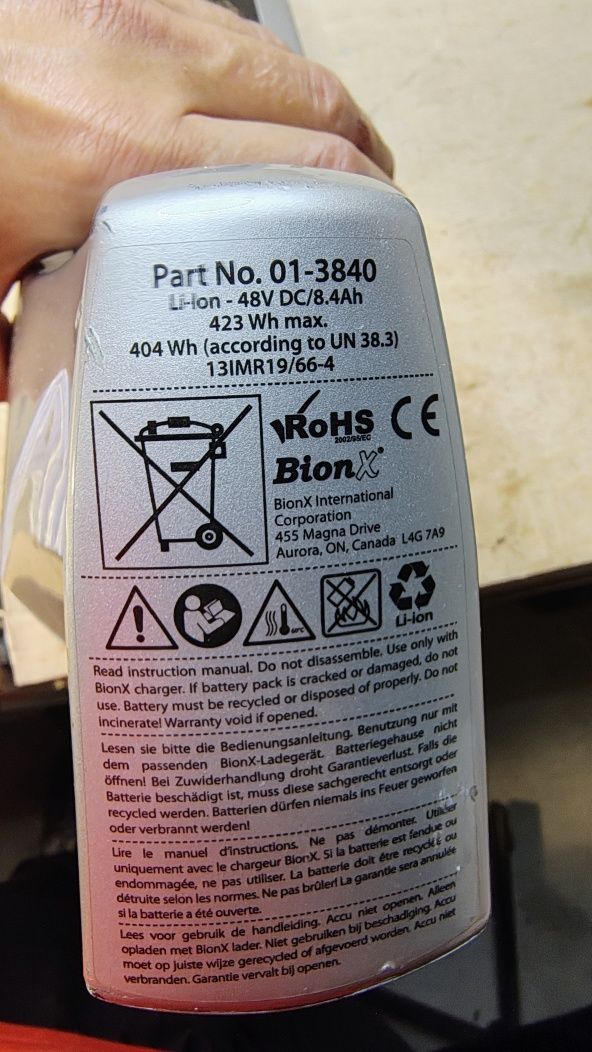 Part No. 01-3840
Li-Ion - 48V DC/8.4Ah
423 Wh max.
404 Wh (according to UN 38.3)
13IMR19/66-4
RoHS
2002/95/EC
CE
BionX®
BionX International
Corporation
455 Magna Drive
Aurora, ON, Canada L4G 7A9
Li-ion
Read instruction manual. Do not disassemble. Use only with
BionX charger. If battery pack is cracked or damaged, do not
use. Battery must be recycled or disposed of properly. Do not
incinerate! Warranty void if opened.
Lesen sie bitte die Bedienungsanleitung. Benutzung nur mit
dem passenden BionX-Ladegerät. Batteriegehause nicht
öffnen! Bei Zuwiderhandlung droht Garantieverlust. Falls die
Batterie beschädigt ist, muss diese sachgerecht entsorgt oder
recycled werden. Batterien dürfen niemals ins Feuer geworfen
oder verbrannt werden!
Lire le manuel d'instructions. Ne pas démonter. Utiliser
uniquement avec le chargeur BionX. Si la batterie est fendue ou
endommagée, ne pas utiliser. La batterie doit être recyclée ou
détruite selon les normes. Ne pas brûler! La garantie sera annulée
si la batterie a été ouverte.
Lees voor gebruik de handleiding. Accu niet openen. Alleen
opladen met BionX lader. Niet gebruiken bij beschadiging. Accu
moet op juiste wijze gerecycled of afgevoerd worden. Accu niet
verbranden. Garantie vervalt bij openen.